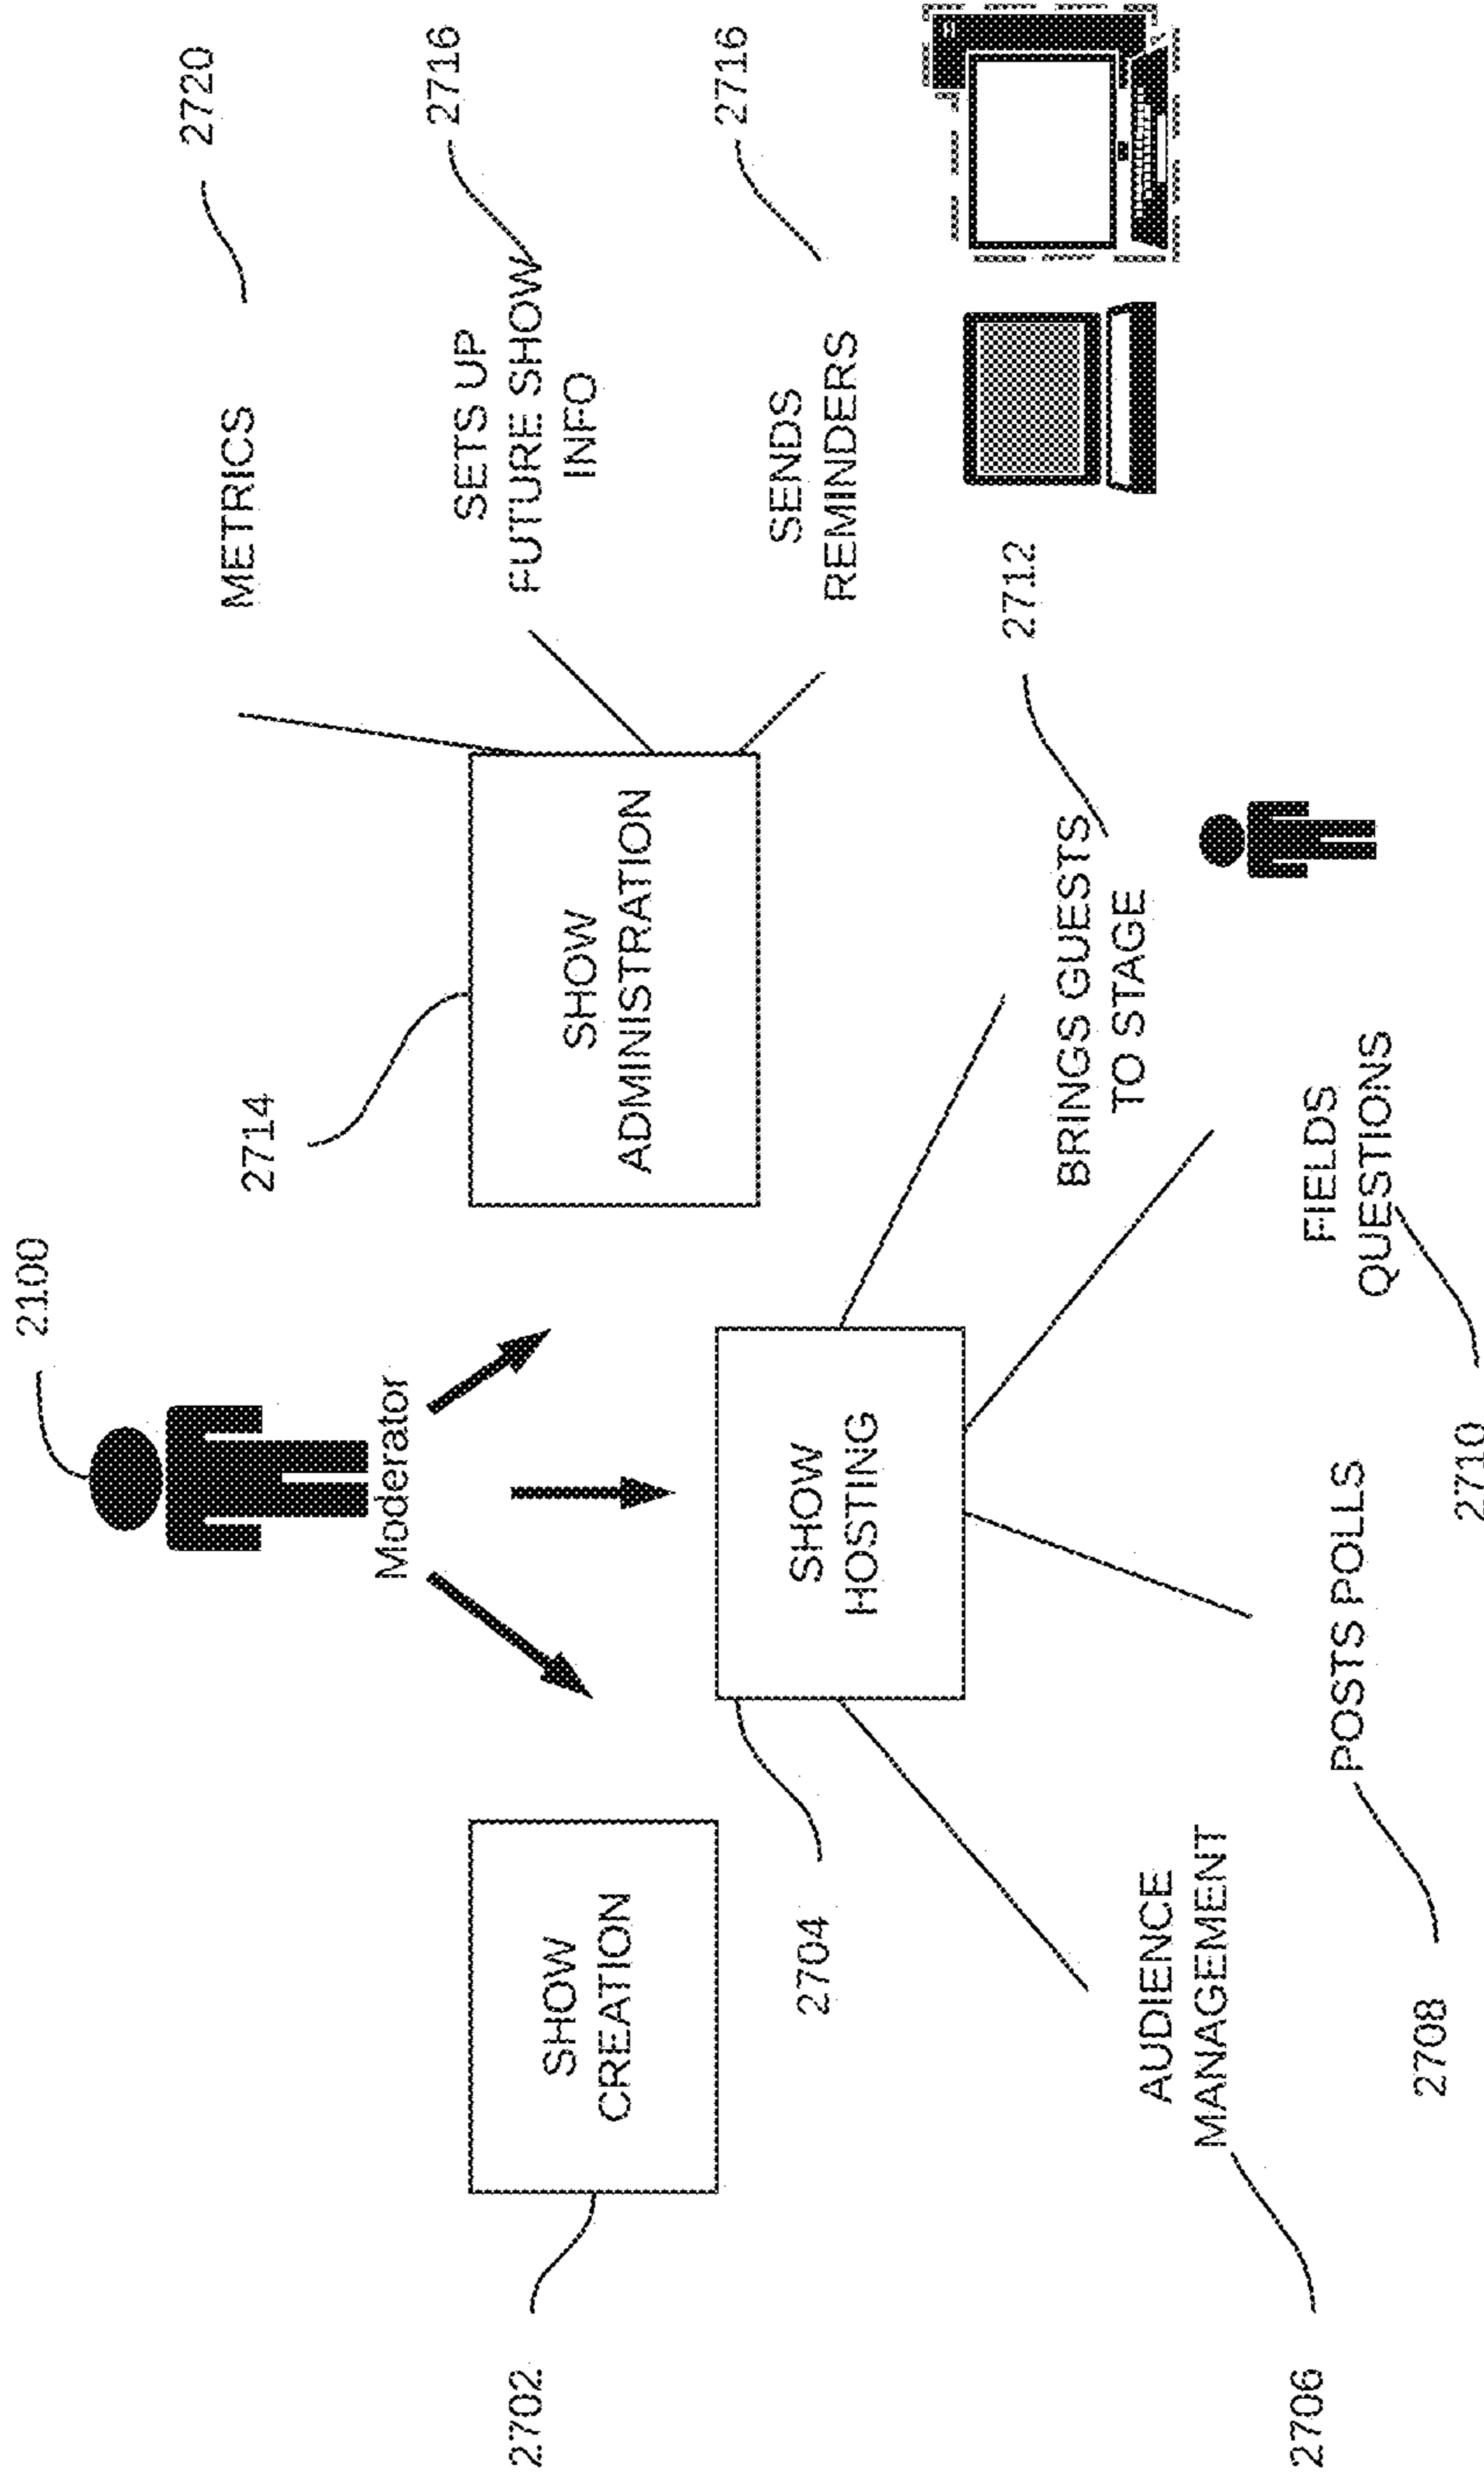 2100
Moderator
2702
SHOW
CREATION
2704
SHOW
HOSTING
2714
SHOW
ADMINISTRATION
METRICS
2720
SETS UP
FUTURE SHOW
INFO
2716
SENDS
REMINDERS
2716
2706
AUDIENCE
MANAGEMENT
2708
POSTS POLLS
2710
FIELDS
QUESTIONS
BRINGS GUESTS
TO STAGE
2712